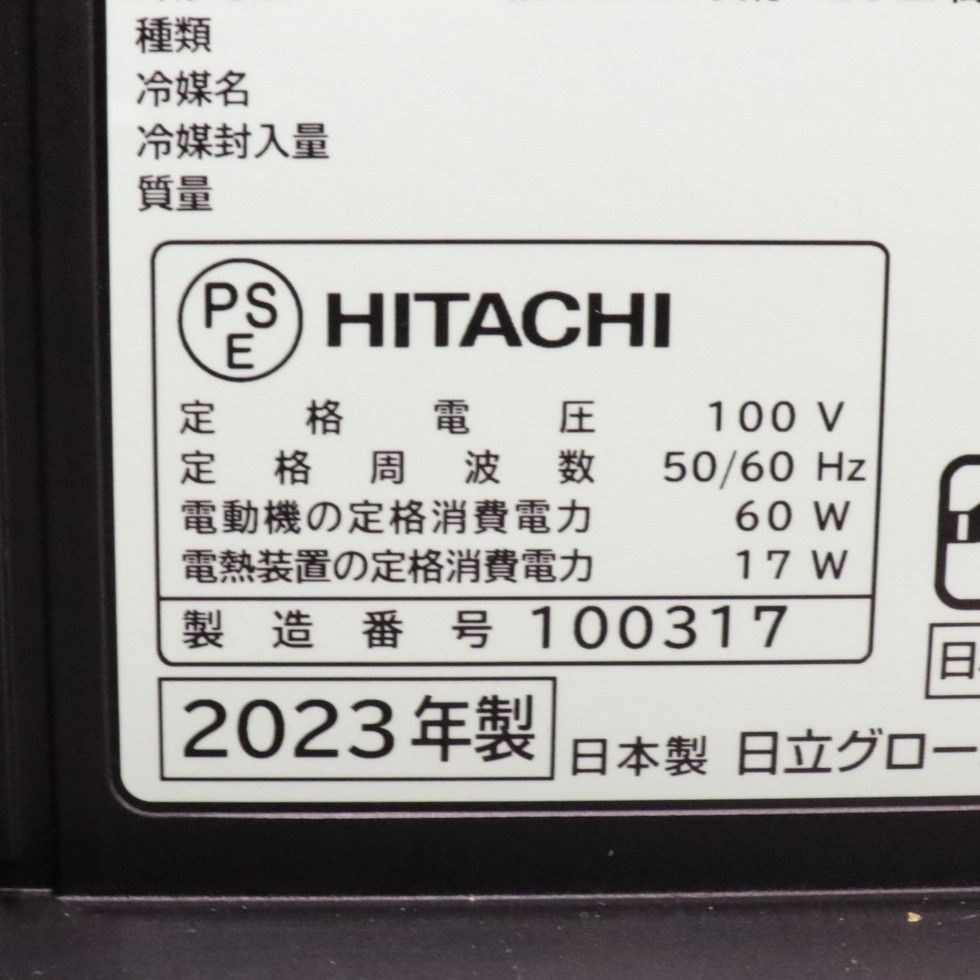 種類
冷媒名
冷媒封入量
質量
PS
E
HITACHI
定格電圧 100 V
定格周波数 50/60 Hz
電動機の定格消費電力 60 W
電熱装置の定格消費電力 17 W
製造番号 100317
2023年製
日本製 日立グロー
日